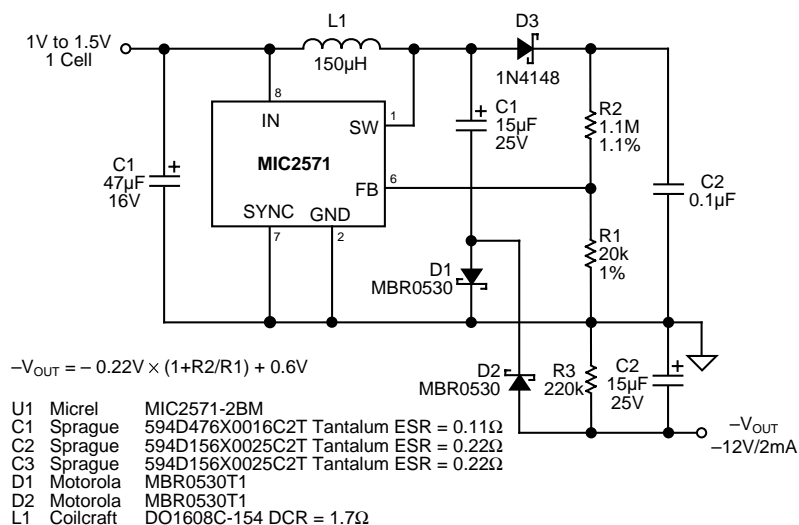 L1
150µH
D3
1N4148
1V to 1.5V
1 Cell
8
IN
1
SW
MIC2571
6
FB
SYNC
GND
7
2
C1
47µF
16V
C1
15µF
25V
R2
1.1M
1.1%
C2
0.1µF
R1
20k
1%
D1
MBR0530
D2
MBR0530
R3
220k
C2
15µF
25V
–VOUT
–12V/2mA
–VOUT = – 0.22V × (1+R2/R1) + 0.6V
U1 Micrel MIC2571-2BM
C1 Sprague 594D476X0016C2T Tantalum ESR = 0.11Ω
C2 Sprague 594D156X0025C2T Tantalum ESR = 0.22Ω
C3 Sprague 594D156X0025C2T Tantalum ESR = 0.22Ω
D1 Motorola MBR0530T1
D2 Motorola MBR0530T1
L1 Coilcraft DO1608C-154 DCR = 1.7Ω